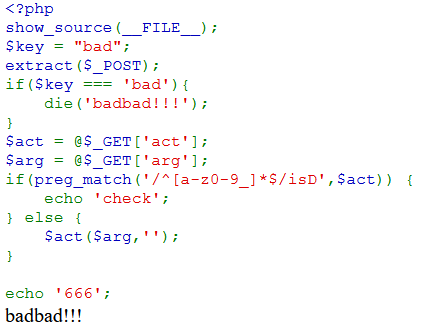 <?php
show_source(__FILE__);
$key = "bad";
extract($_POST);
if($key === 'bad'){
    die('badbad!!!');
}
$act = @$_GET['act'];
$arg = @$_GET['arg'];
if(preg_match('/^[a-z0-9_]*$/isD',$act)) {
    echo 'check';
} else {
    $act($arg,'');
}

echo '666';
badbad!!!